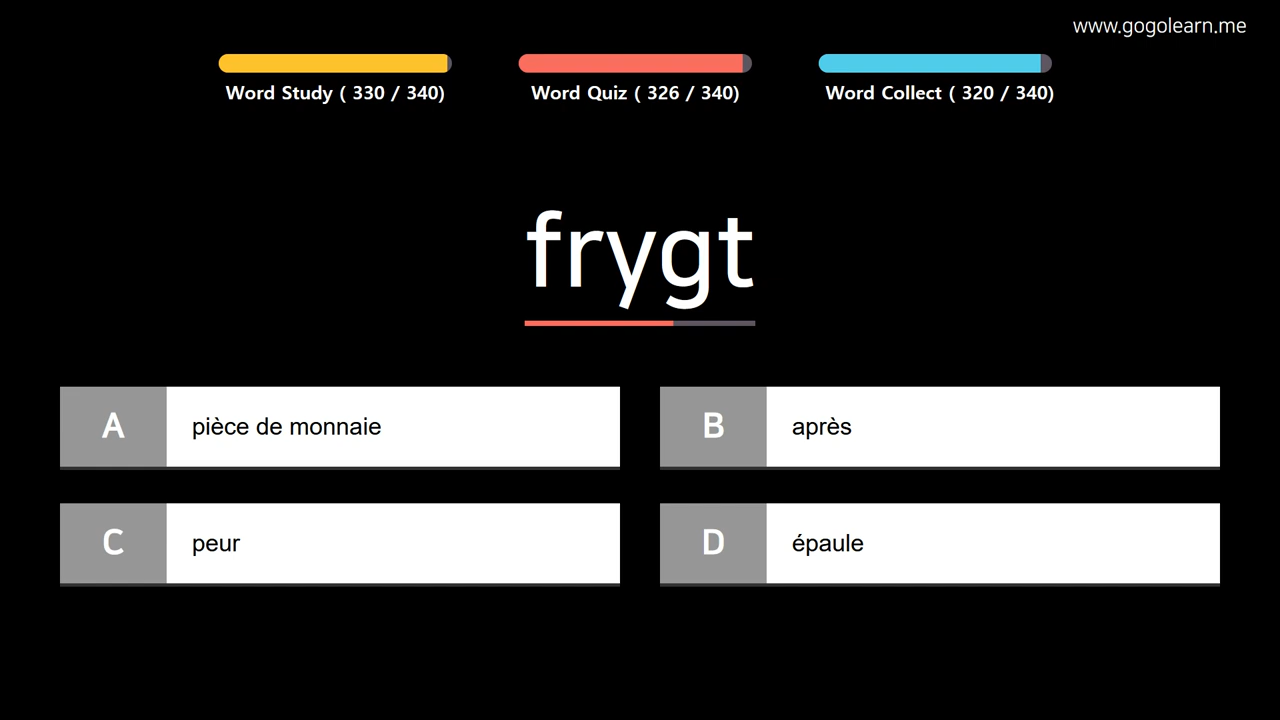 www.gogolearn.me
Word Study ( 330 / 340)
Word Quiz ( 326 / 340)
Word Collect ( 320 / 340)
frygt
A pièce de monnaie
B après
C peur
D épaule